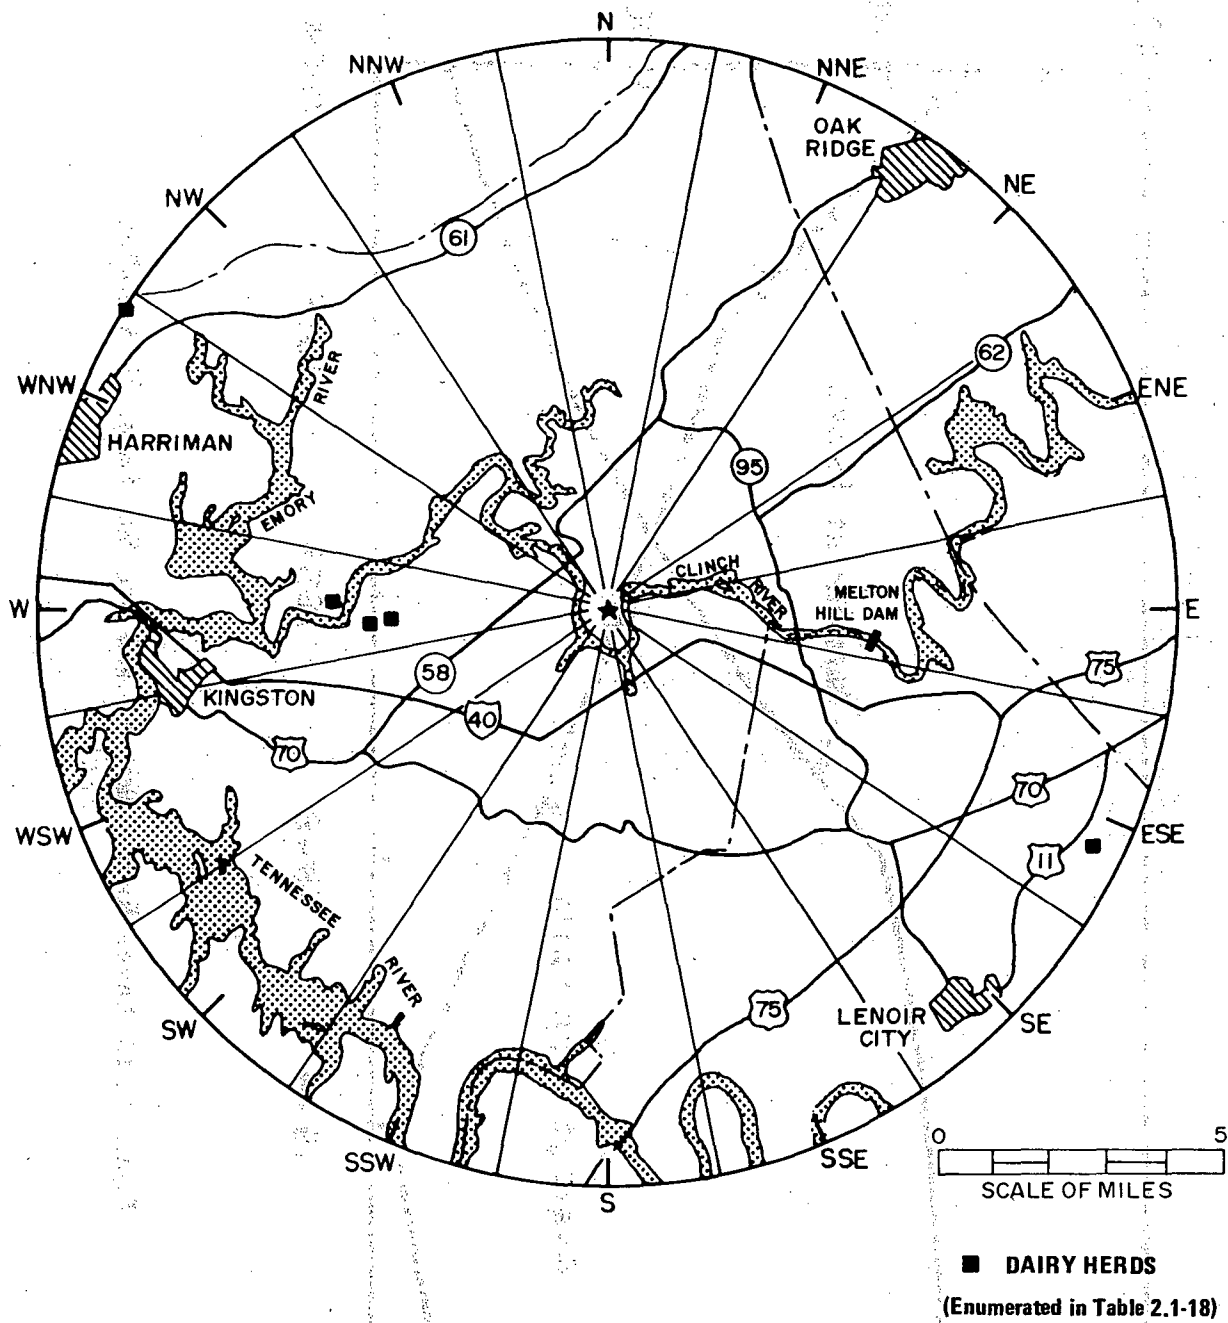 N
NNW
NNE
OAK
RIDGE
NW
NE
61
WNW
62
ENE
RIVER
HARRIMAN
95
EMORY
CLINCH
RIVER
MELTON
HILL DAM
W
E
58
75
KINGSTON
40
70
70
WSW
ESE
11
TENNESSEE
RIVER
75
LENOIR
CITY
SW
SE
SSW
SSE
S
0 5
SCALE OF MILES
DAIRY HERDS
(Enumerated in Table 2.1-18)